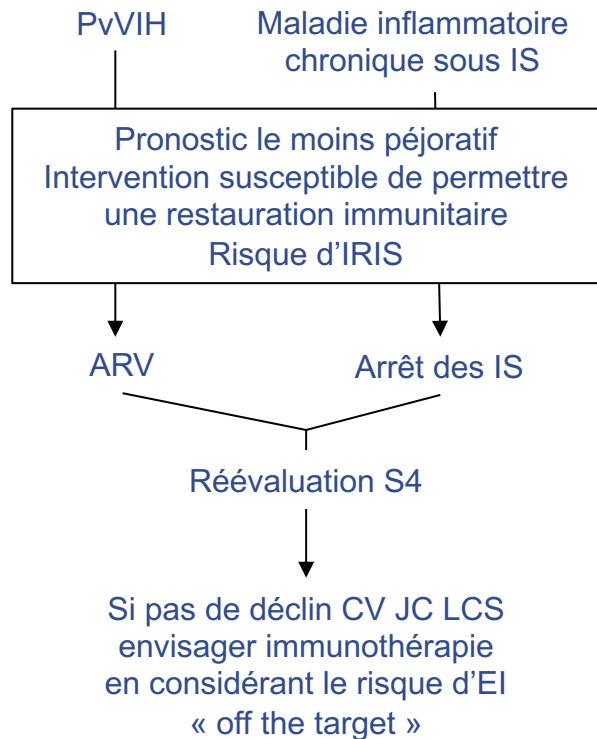 PvVIH
Maladie inflammatoire
chronique sous IS
Pronostic le moins péjoratif
Intervention susceptible de permettre
une restauration immunitaire
Risque d’IRIS
ARV
Arrêt des IS
Réévaluation S4
Si pas de déclin CV JC LCS
envisager immunothérapie
en considérant le risque d’EI
« off the target »